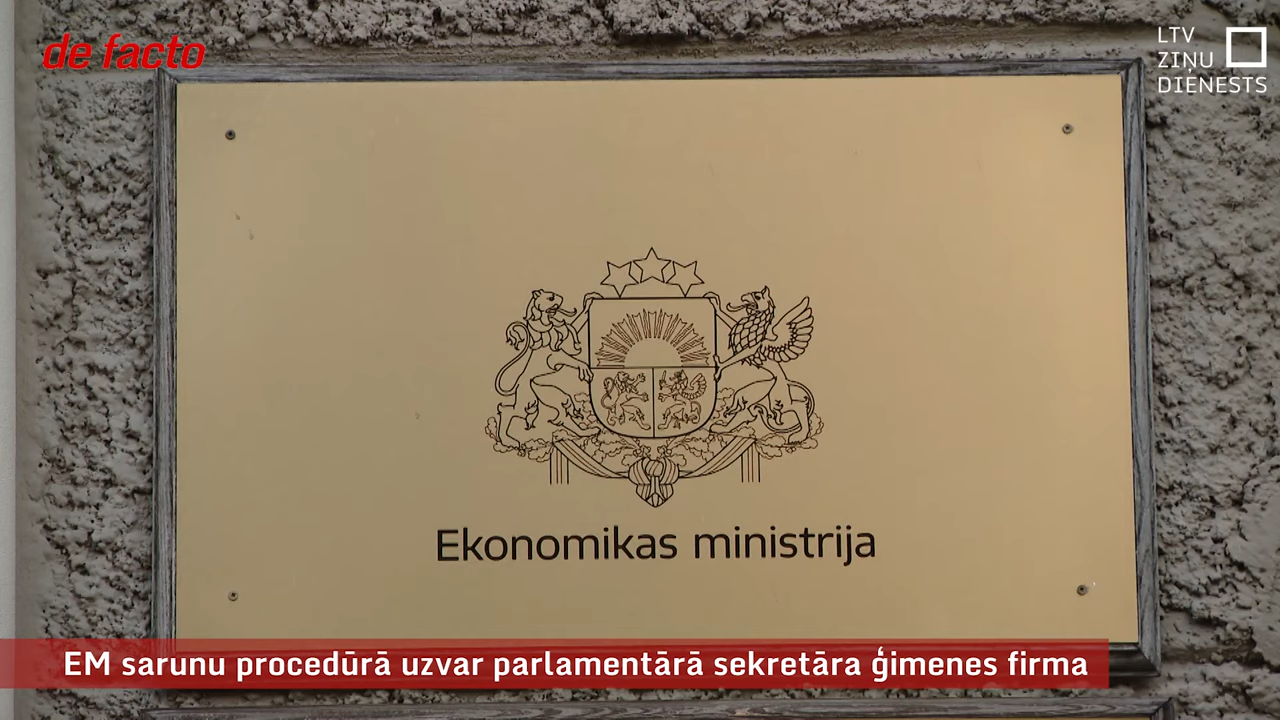 de facto
LTV
ZIŅU
DIENESTS
Ekonomikas ministrija
EM sarunu procedūrā uzvar parlamentārā sekretāra ģimenes firma